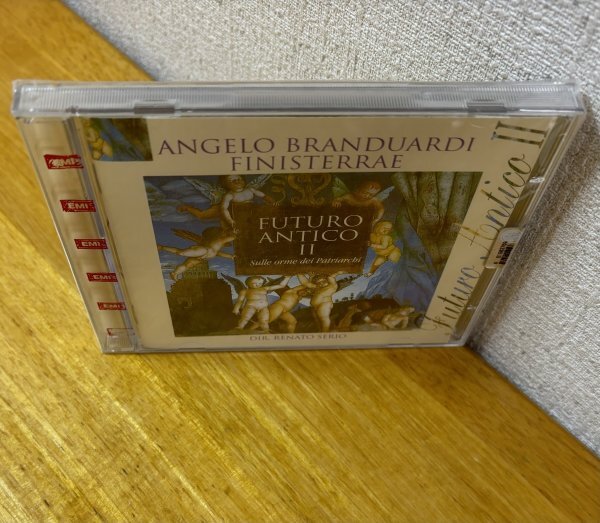 ANGELO BRANDUARDI
FINISTERRAE
FUTURO
ANTICO
II
Sulle orme dei Patriarchi
DIR. RENATO SERIO
Futuro Antico II
EMI
EMI
EMI
EMI
EMI